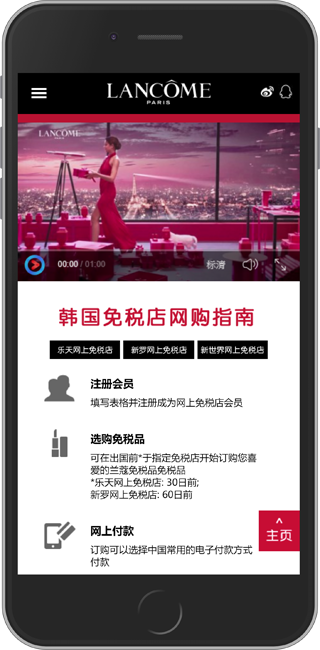 LANCÔME
PARIS
LANCÔME
00:00 / 01:00 标清
韩国免税店网购指南
乐天网上免税店 新罗网上免税店 新世界网上免税店
注册会员
填写表格并注册成为网上免税店会员
选购免税品
可在出国前*于指定免税店开始订购您喜
爱的兰蔻免税品免税品
*乐天网上免税店: 30日前;
新罗网上免税店: 60日前
^
主页
网上付款
订购可以选择中国常用的电子付款方式
付款